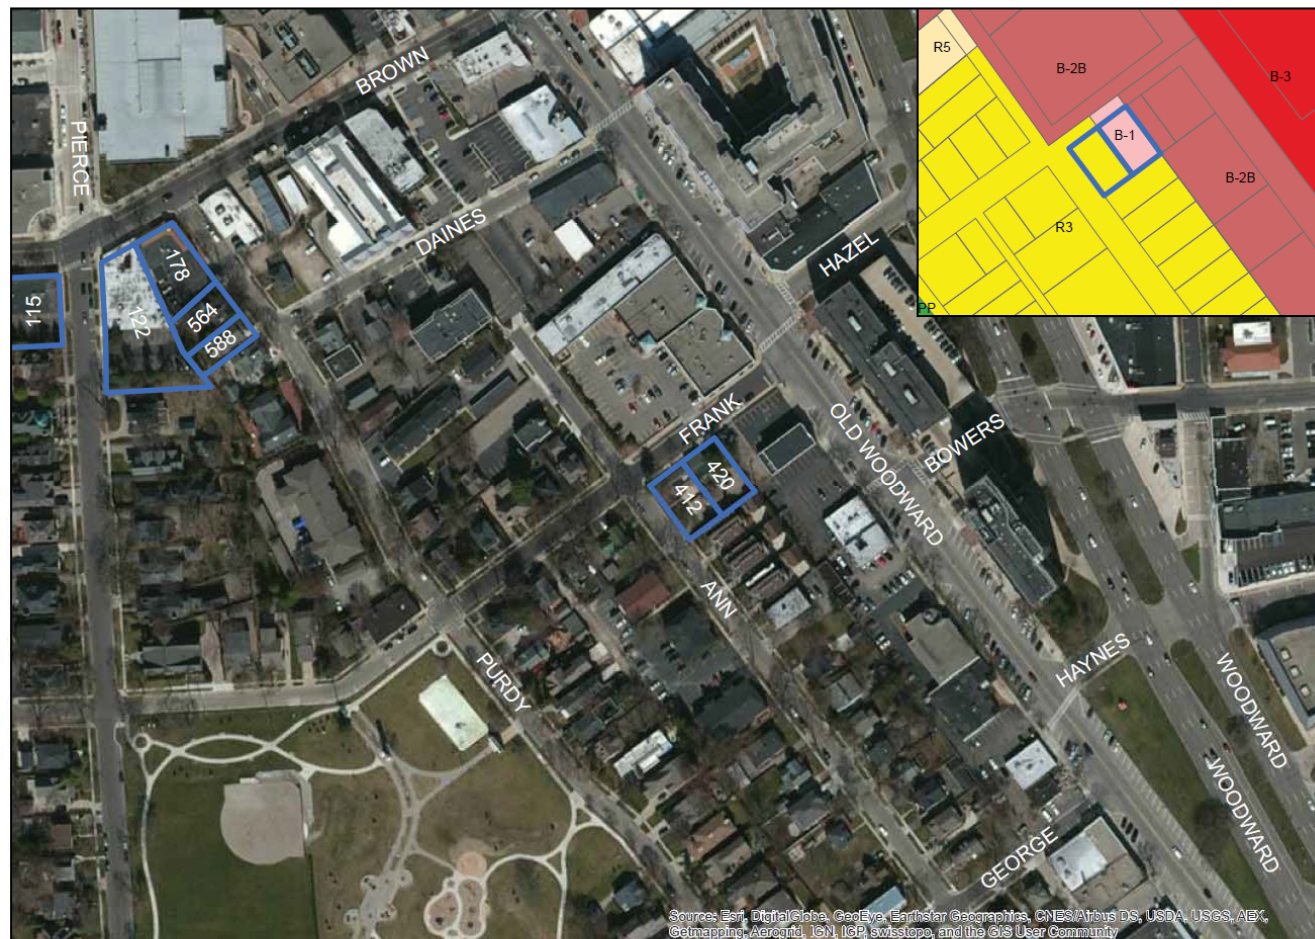 BROWN
R5
B-2B
B-3
PIERCE
B-1
B-2B
DAINES
178
HAZEL
R3
115
122
564
588
PP
FRANK
OLD WOODWARD
BOWERS
420
412
ANN
PURDY
HAYNES
WOODWARD
WOODWARD
GEORGE
Sources: Esri, DigitalGlobe, GeoEye, Earthstar Geographics, CNES/Airbus DS, USDA, USGS, AEX,
Getmapping, Aerogrid, IGN, IGP, swisstopo, and the GIS User Community